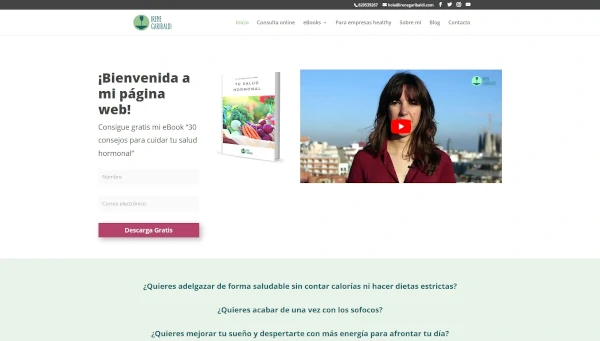 629539267 hola@irenegaribaldi.com
IRENE
GARIBALDI
Inicio Consulta online eBooks Para empresas healthy Sobre mí Blog Contacto
¡Bienvenida a
mi página
web!
Consigue gratis mi eBook “30
consejos para cuidar tu salud
hormonal”
Nombre
Correo electrónico
Descarga Gratis
TU SALUD
HORMONAL
¿Quieres adelgazar de forma saludable sin contar calorías ni hacer dietas estrictas?
¿Quieres acabar de una vez con los sofocos?
¿Quieres mejorar tu sueño y despertarte con más energía para afrontar tu día?